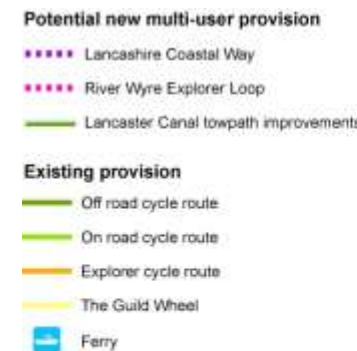 Potential new multi-user provision
Lancashire Coastal Way
River Wyre Explorer Loop
Lancaster Canal towpath improvements
Existing provision
Off road cycle route
On road cycle route
Explorer cycle route
The Guild Wheel
Ferry